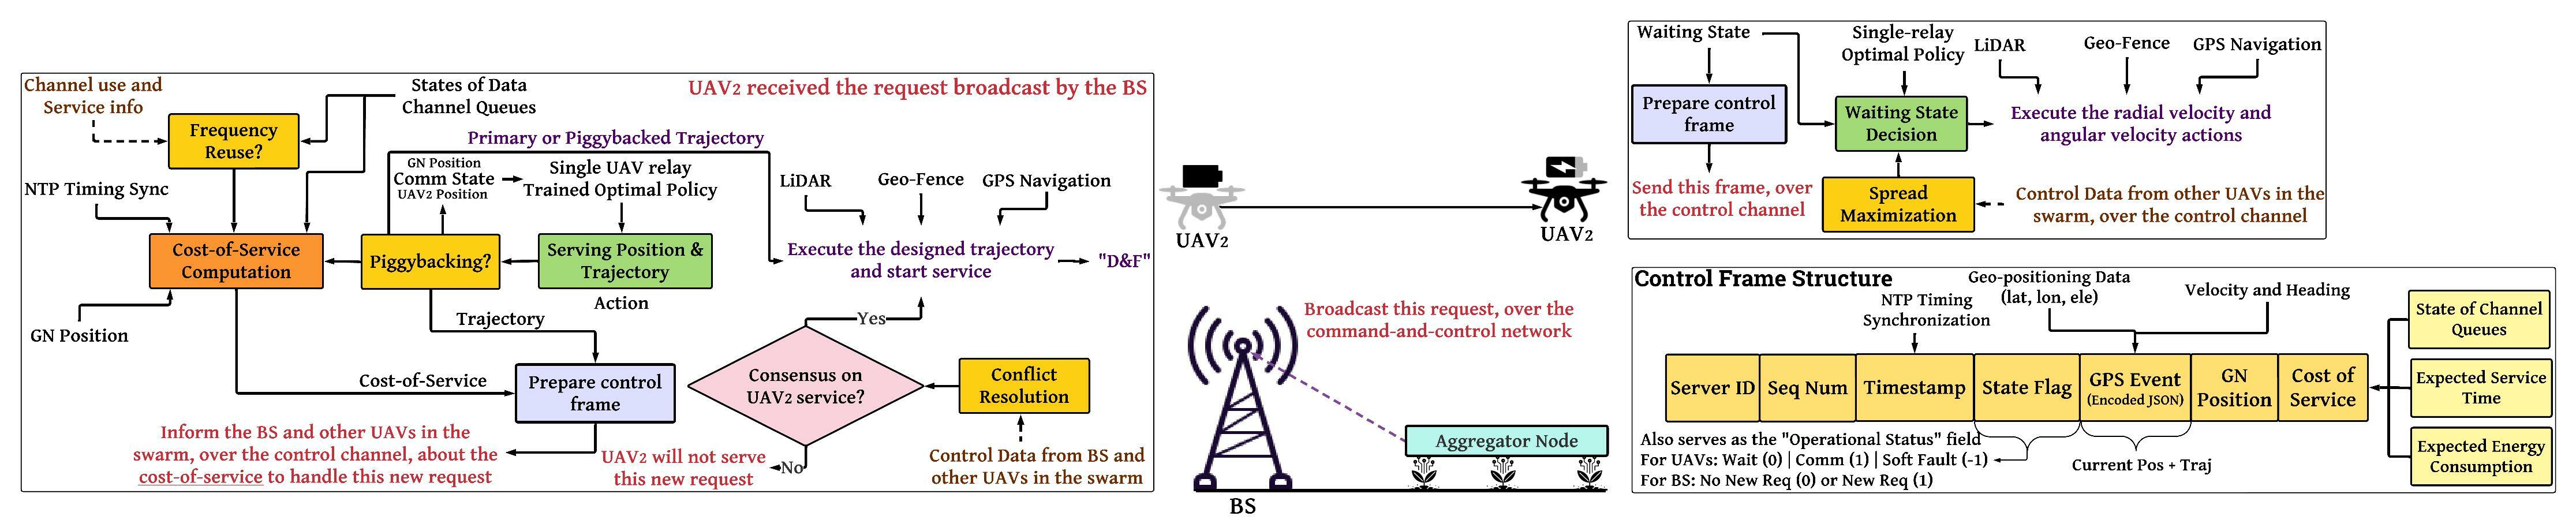 Channel use and
Service info
States of Data
Channel Queues
UAV2 received the request broadcast by the BS
Frequency
Reuse?
Primary or Piggybacked Trajectory
NTP Timing Sync
GN Position
Comm State
UAV2 Position
Single UAV relay
Trained Optimal Policy
LiDAR
Geo-Fence
GPS Navigation
Cost-of-Service
Computation
Piggybacking?
Serving Position &
Trajectory
Action
Execute the designed trajectory
and start service
"D&F"
GN Position
Trajectory
Yes
Cost-of-Service
Prepare control
frame
Consensus on
UAV2 service?
Conflict
Resolution
Inform the BS and other UAVs in the
swarm, over the control channel, about the
cost-of-service to handle this new request
UAV2 will not serve
this new request
No
Control Data from BS and
other UAVs in the swarm
UAV2
UAV2
Broadcast this request, over the
command-and-control network
Aggregator Node
BS
Waiting State
Single-relay
Optimal Policy
LiDAR
Geo-Fence
GPS Navigation
Prepare control
frame
Waiting State
Decision
Execute the radial velocity and
angular velocity actions
Send this frame, over
the control channel
Spread
Maximization
Control Data from other UAVs in the
swarm, over the control channel
Control Frame Structure
Geo-positioning Data
(lat, lon, ele)
NTP Timing
Synchronization
Velocity and Heading
State of Channel
Queues
Server ID
Seq Num
Timestamp
State Flag
GPS Event
(Encoded JSON)
GN
Position
Cost of
Service
Expected Service
Time
Expected Energy
Consumption
Also serves as the "Operational Status" field
For UAVs: Wait (0) | Comm (1) | Soft Fault (-1)
For BS: No New Req (0) or New Req (1)
Current Pos + Traj